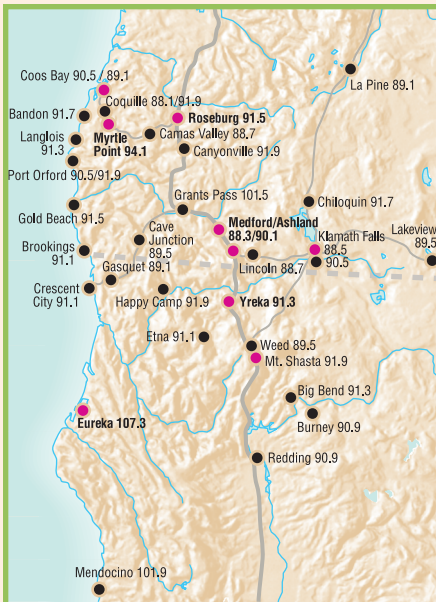 La Pine 89.1
Coos Bay 90.5 / 89.1
Coquille 88.1/91.9
Bandon 91.7
Roseburg 91.5
Langlois
91.3
Myrtle
Point 94.1
Camas Valley 88.7
Canyonville 91.9
Port Orford 90.5/91.9
Grants Pass 101.5
Chiloquin 91.7
Gold Beach 91.5
Medford/Ashland
88.3/90.1
Cave
Junction
89.5
Klamath Falls
88.5
90.5
Lakeview
89.5
Brookings
91.1
Lincoln 88.7
Gasquet 89.1
Crescent
City 91.1
Happy Camp 91.9
Yreka 91.3
Etna 91.1
Weed 89.5
Mt. Shasta 91.9
Big Bend 91.3
Burney 90.9
Eureka 107.3
Redding 90.9
Mendocino 101.9